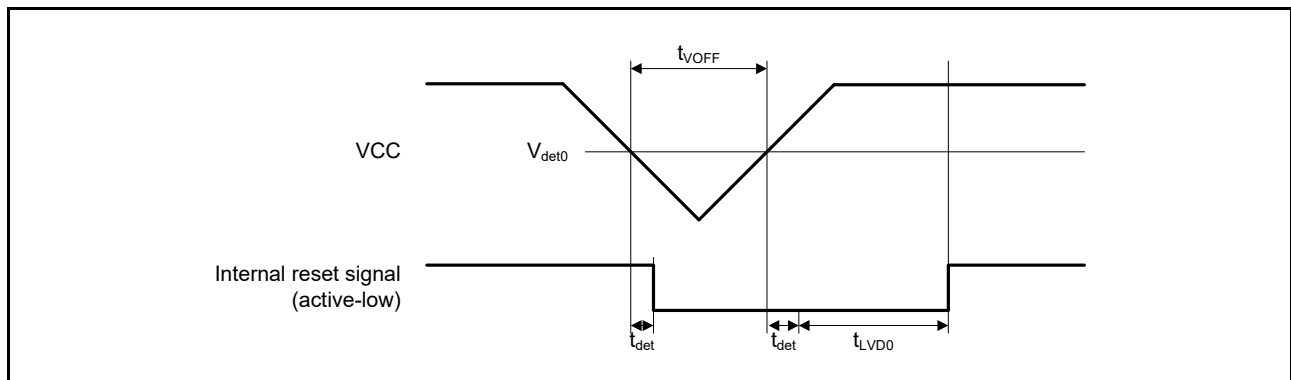 tVOFF
VCC
Vdet0
Internal reset signal
(active-low)
tdet
tdet
tLVD0